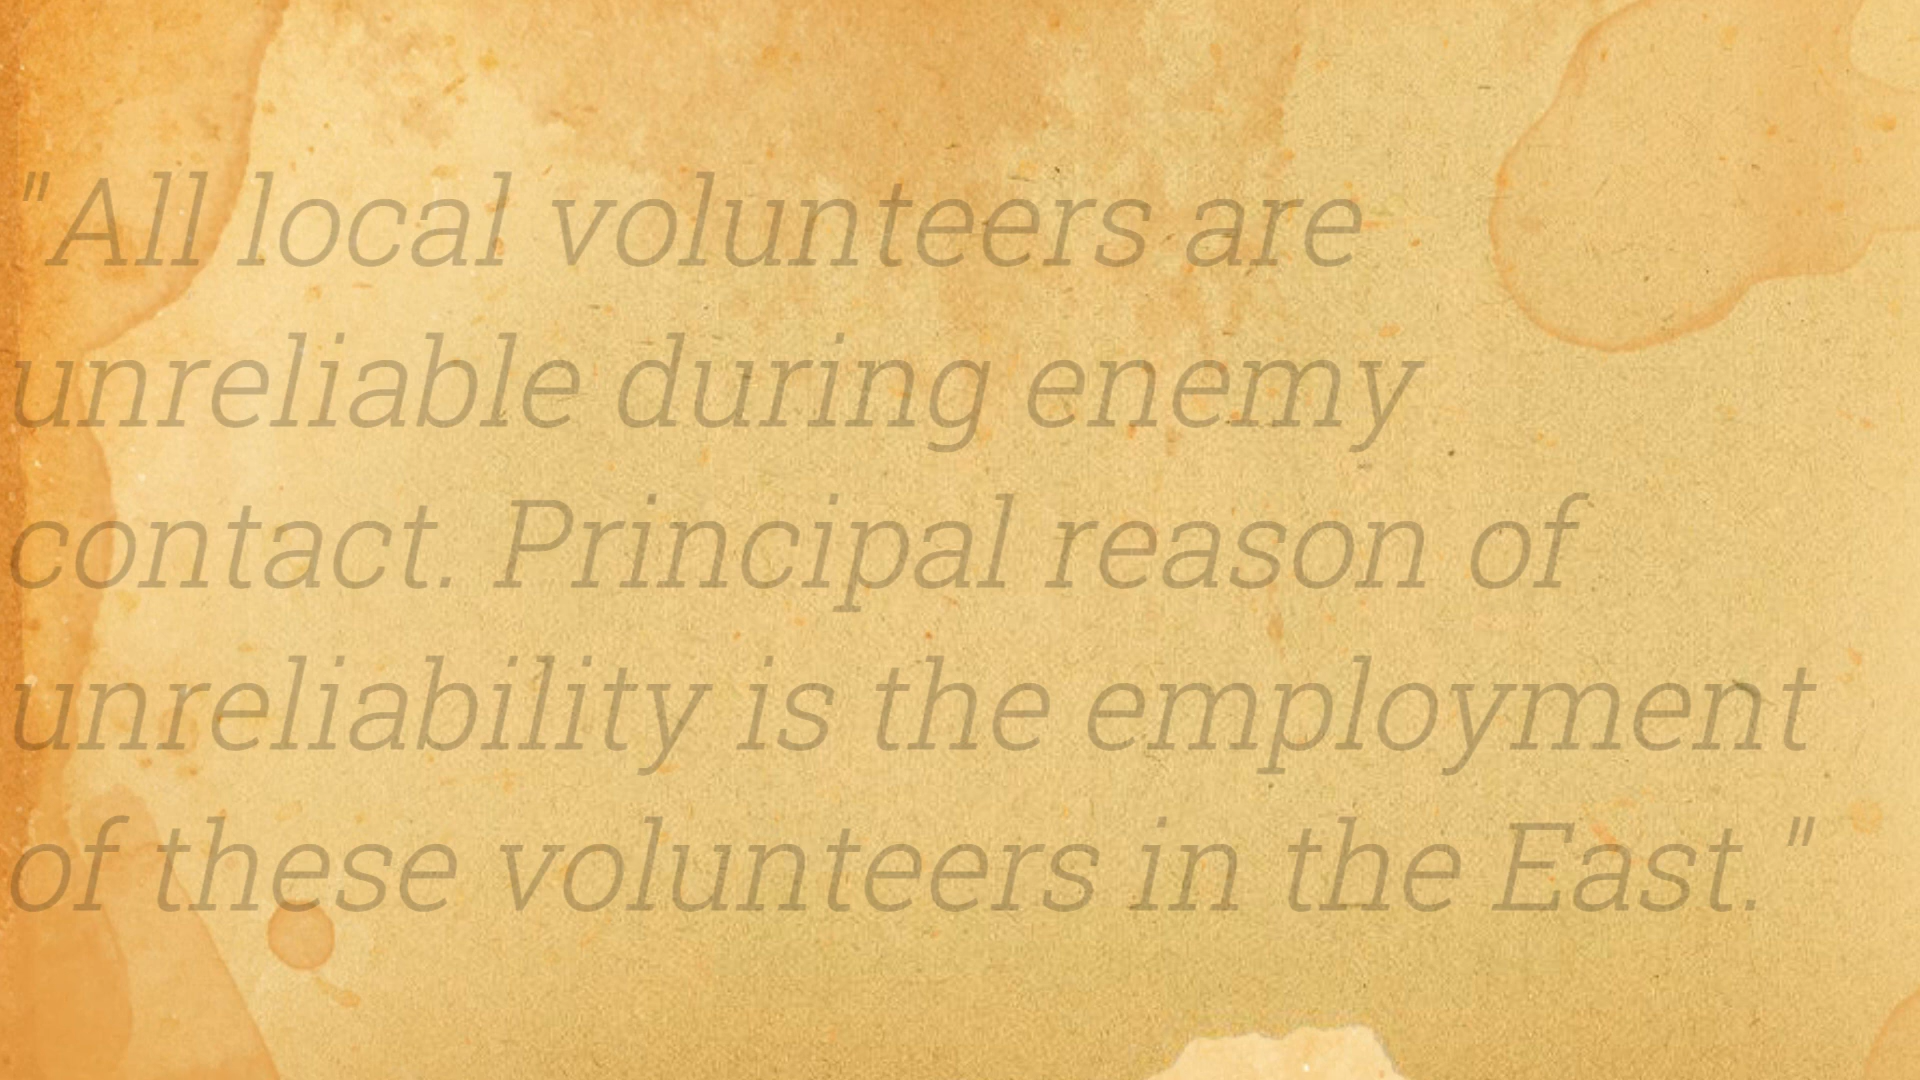 "All local volunteers are
unreliable during enemy
contact. Principal reason of
unreliability is the employment
of these volunteers in the East."